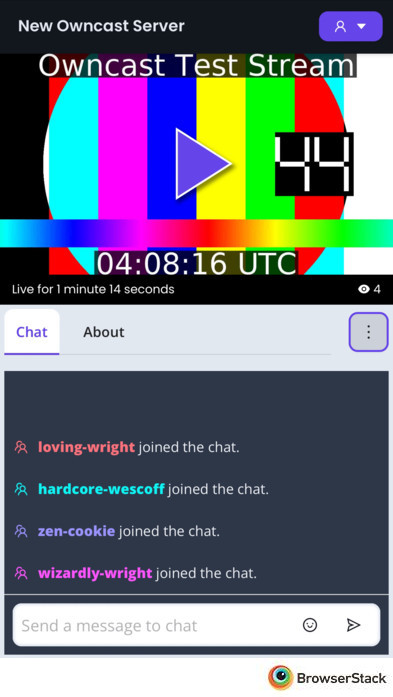 New Owncast Server
Owncast Test Stream
44
04:08:16 UTC
Live for 1 minute 14 seconds
4
Chat
About
loving-wright joined the chat.
hardcore-wescoff joined the chat.
zen-cookie joined the chat.
wizardly-wright joined the chat.
Send a message to chat
BrowserStack